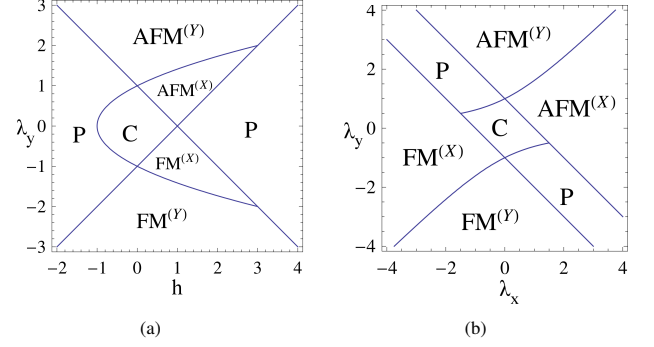 3
2
1
0
−1
−2
−3
λy
−2 −1 0 1 2 3 4
h
AFM(Y)
AFM(X)
P C P
FM(X)
FM(Y)
(a)
4
2
0
−2
−4
λy
−4 −2 0 2 4
λx
AFM(Y)
P
AFM(X)
C
FM(X)
P
FM(Y)
(b)